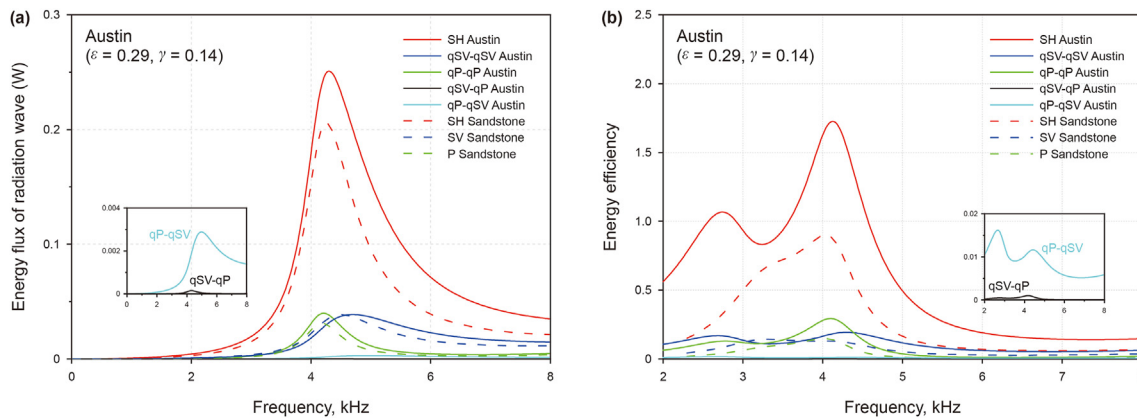 (a)
Austin
(ε = 0.29, γ = 0.14)
SH Austin
qSV-qSV Austin
qP-qP Austin
qSV-qP Austin
qP-qSV Austin
SH Sandstone
SV Sandstone
P Sandstone
Energy flux of radiation wave (W)
0.3
0.2
0.1
0
0.004
0.002
0
qP-qSV
qSV-qP
0 2 4 6 8
0 2 4 6 8
Frequency, kHz
(b)
Austin
(ε = 0.29, γ = 0.14)
SH Austin
qSV-qSV Austin
qP-qP Austin
qSV-qP Austin
qP-qSV Austin
SH Sandstone
SV Sandstone
P Sandstone
Energy efficiency
2.5
2.0
1.5
1.0
0.5
0
0.02
0.01
0
qP-qSV
qSV-qP
2 4 6 8
2 3 4 5 6 7 8
Frequency, kHz